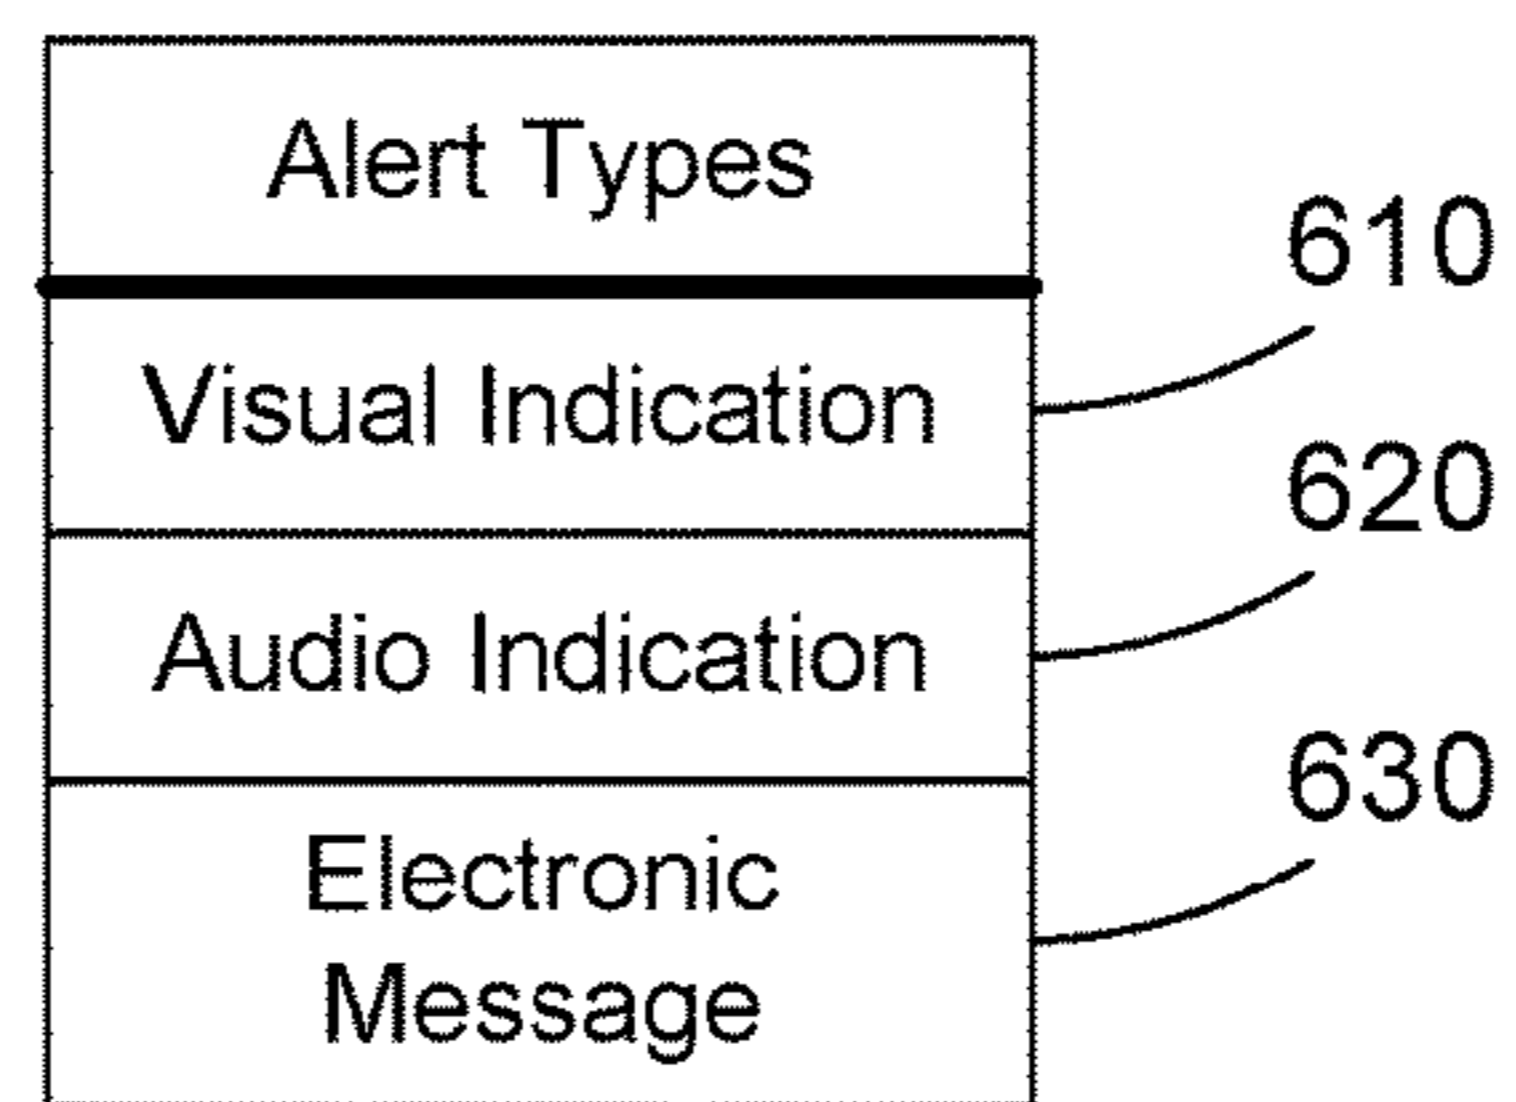 Alert Types
610
Visual Indication
620
Audio Indication
630
Electronic
Message